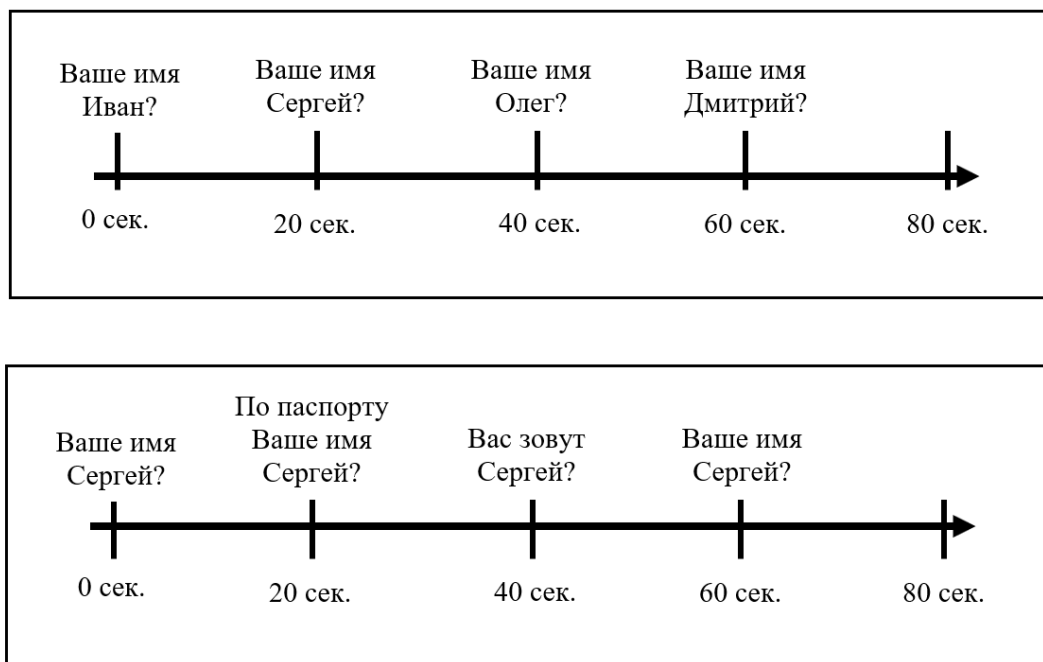 Ваше имя
Иван?
Ваше имя
Сергей?
Ваше имя
Олег?
Ваше имя
Дмитрий?
0 сек.
20 сек.
40 сек.
60 сек.
80 сек.
Ваше имя
Сергей?
По паспорту
Ваше имя
Сергей?
Вас зовут
Сергей?
Ваше имя
Сергей?
0 сек.
20 сек.
40 сек.
60 сек.
80 сек.